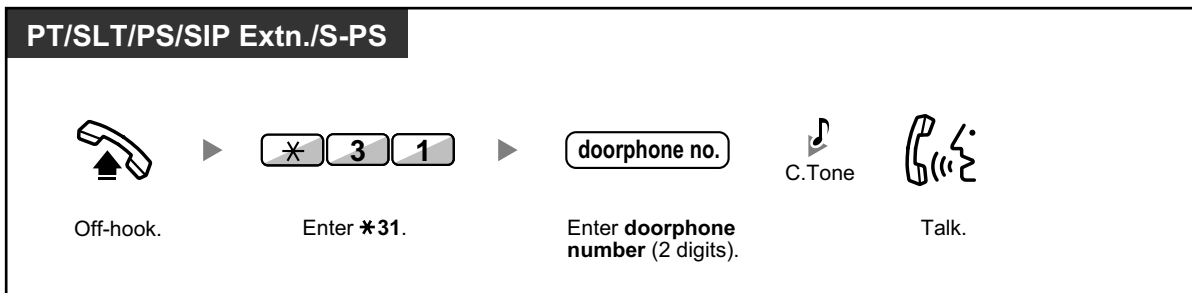 PT/SLT/PS/SIP Extn./S-PS
✳ 3 1
doorphone no.
C.Tone
Off-hook.
Enter ✳31.
Enter doorphone
number (2 digits).
Talk.